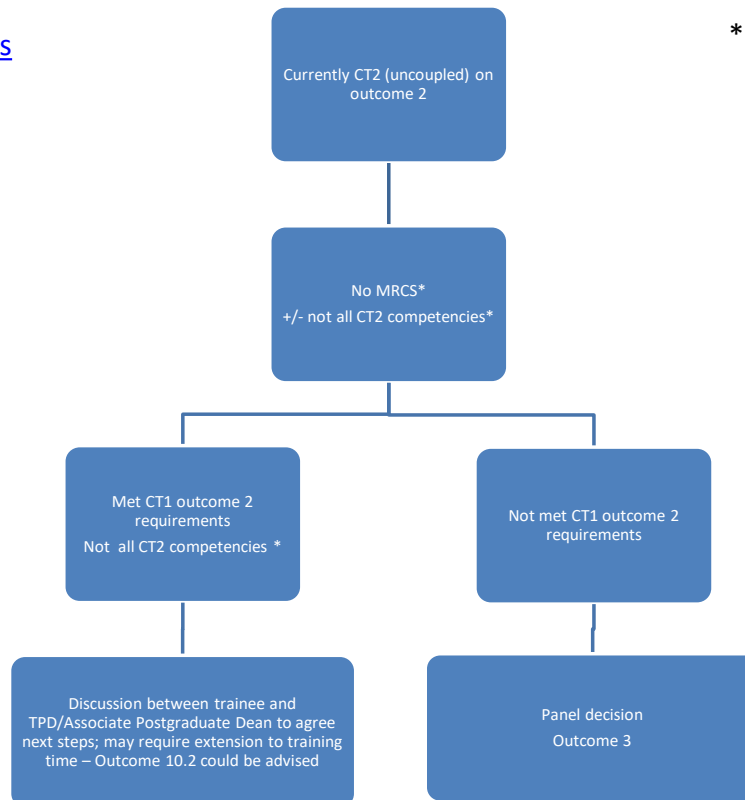 s
*
Currently CT2 (uncoupled) on
outcome 2
No MRCS*
+/- not all CT2 competencies*
Met CT1 outcome 2
requirements
Not all CT2 competencies *
Not met CT1 outcome 2
requirements
Discussion between trainee and
TPD/Associate Postgraduate Dean to agree
next steps; may require extension to training
time – Outcome 10.2 could be advised
Panel decision
Outcome 3